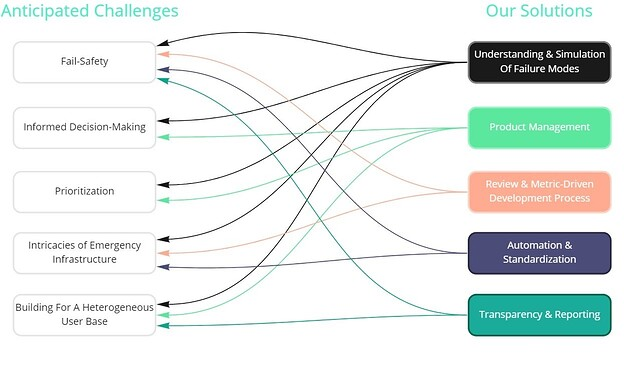 Anticipated Challenges
Our Solutions
Fail-Safety
Understanding & Simulation
Of Failure Modes
Informed Decision-Making
Product Management
Prioritization
Review & Metric-Driven
Development Process
Intricacies of Emergency
Infrastructure
Automation &
Standardization
Building For A Heterogeneous
User Base
Transparency & Reporting